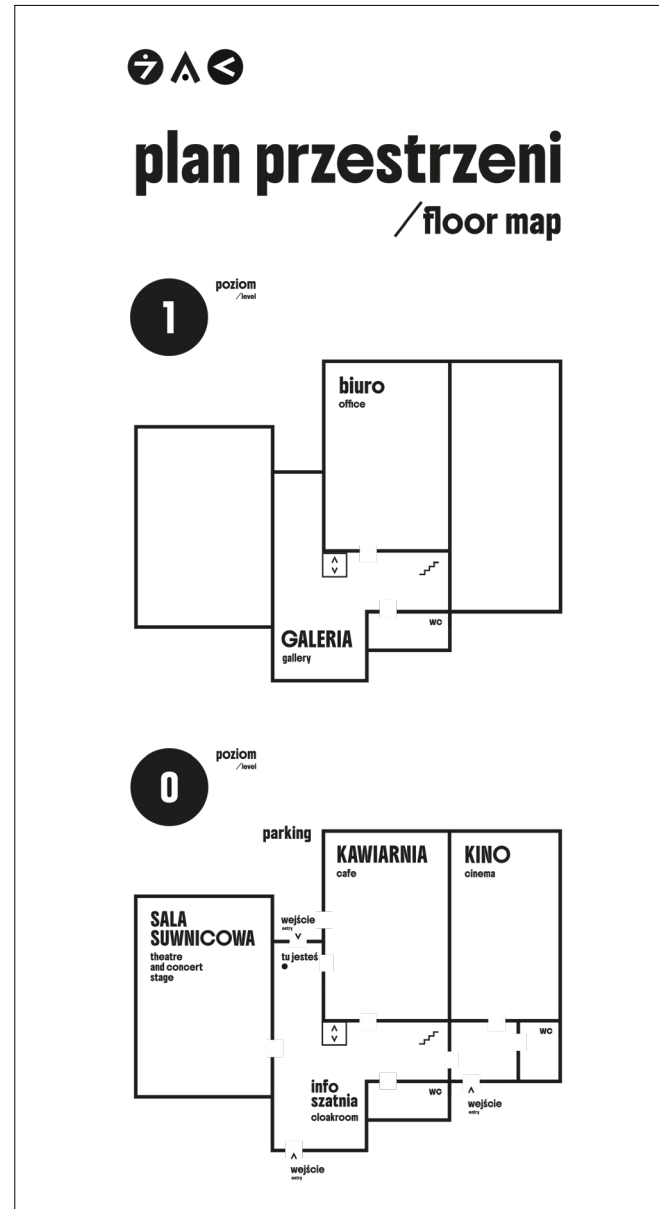 plan przestrzeni
/floor map
1
poziom
/level
biuro
office
GALERIA
gallery
wc
0
poziom
/level
parking
KAWIARNIA
cafe
KINO
cinema
SALA
SUWNICOWA
theatre
and concert
stage
wejście
entry
tu jesteś
info
szatnia
cloakroom
wc
wc
wejście
entry
wejście
entry